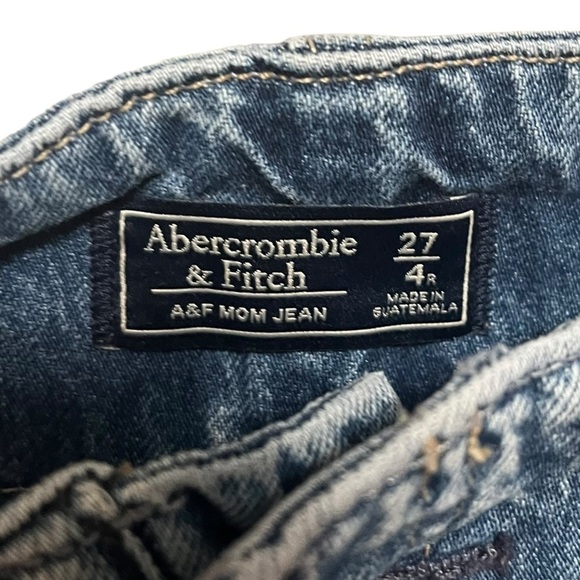 Abercrombie
& Fitch
A&F MOM JEAN
27
4R
MADE IN
GUATEMALA